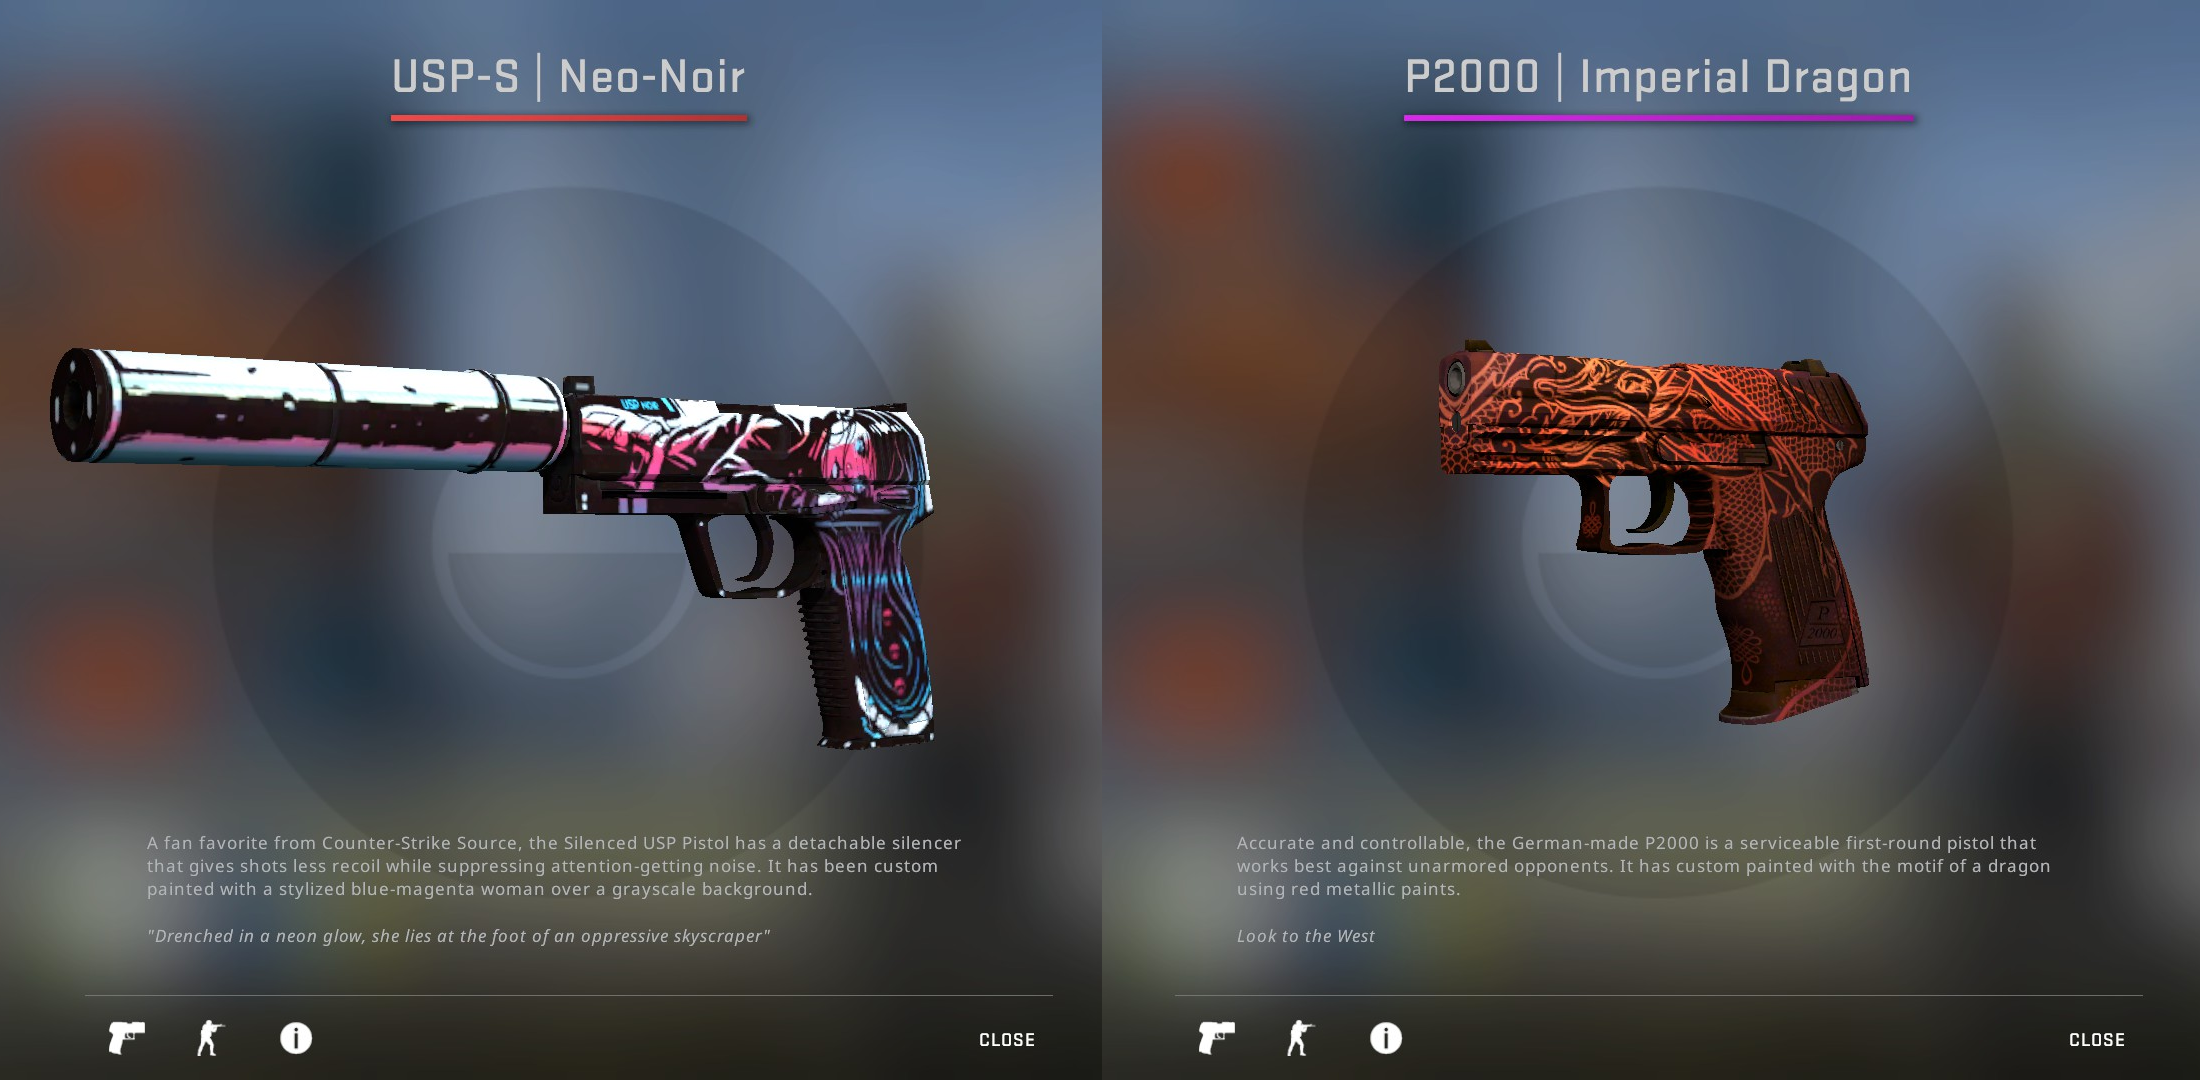 USP-S | Neo-Noir
USP NOIR
A fan favorite from Counter-Strike Source, the Silenced USP Pistol has a detachable silencer
that gives shots less recoil while suppressing attention-getting noise. It has been custom
painted with a stylized blue-magenta woman over a grayscale background.
"Drenched in a neon glow, she lies at the foot of an oppressive skyscraper"
CLOSE
P2000 | Imperial Dragon
P
2000
Accurate and controllable, the German-made P2000 is a serviceable first-round pistol that
works best against unarmored opponents. It has custom painted with the motif of a dragon
using red metallic paints.
Look to the West
CLOSE